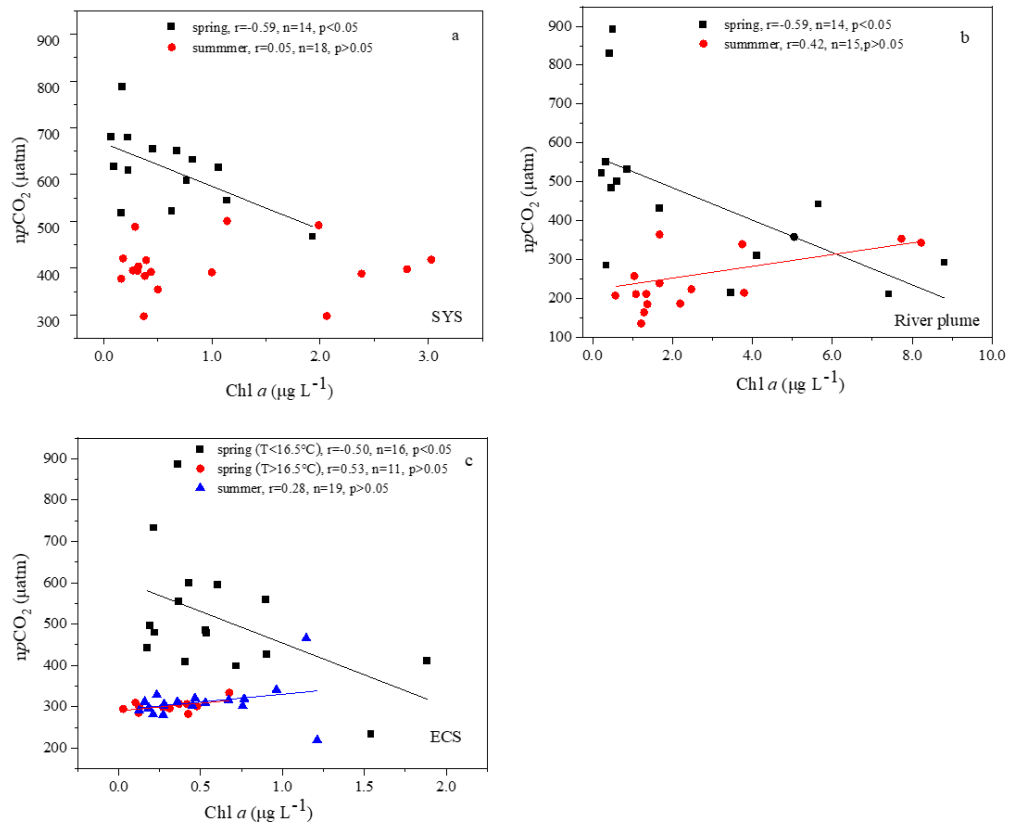 spring, r=-0.59, n=14, p<0.05
summmer, r=0.05, n=18, p>0.05
a
900
800
700
600
500
400
300
npCO2 (μatm)
SYS
0.0 1.0 2.0 3.0
Chl a (μg L-1)
spring, r=-0.59, n=14, p<0.05
summmer, r=0.42, n=15,p>0.05
b
900
800
700
600
500
400
300
200
100
npCO2 (μatm)
River plume
0.0 2.0 4.0 6.0 8.0 10.0
Chl a (μg L-1)
spring (T<16.5°C), r=-0.50, n=16, p<0.05
spring (T>16.5°C), r=0.53, n=11, p>0.05
summer, r=0.28, n=19, p>0.05
c
900
800
700
600
500
400
300
200
npCO2 (μatm)
ECS
0.0 0.5 1.0 1.5 2.0
Chl a (μg L-1)